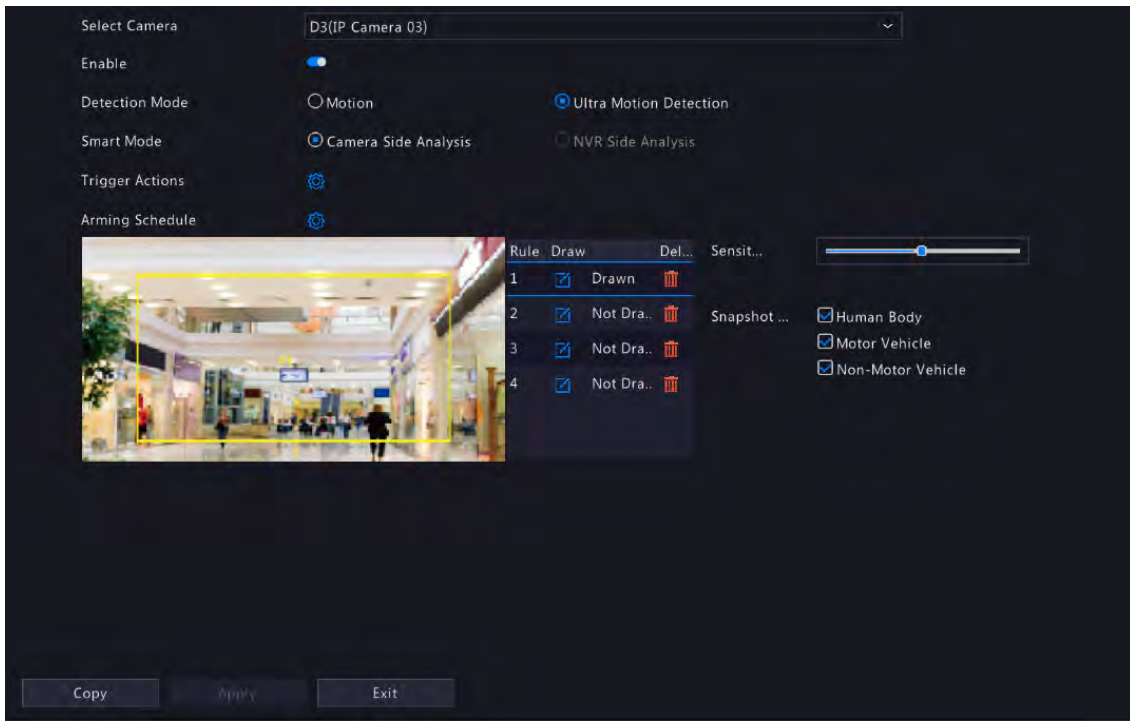 Select Camera D3(IP Camera 03)
Enable
Detection Mode Motion Ultra Motion Detection
Smart Mode Camera Side Analysis NVR Side Analysis
Trigger Actions
Arming Schedule
Rule Draw Del... Sensit...
1 Drawn
2 Not Dra.. Snapshot ... Human Body
3 Not Dra.. Motor Vehicle
Non-Motor Vehicle
4 Not Dra..
Copy Apply Exit